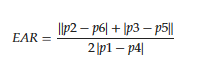 EAR = ||p2 − p6| + |p3 − p5|| / 2|p1 − p4|